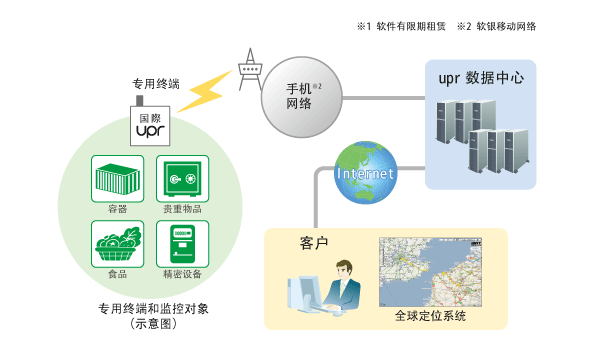 ※1 软件有限期租赁 ※2 软银移动网络
专用终端
国際
upr
手机※2
网络
upr 数据中心
Internet
容器
贵重物品
食品
精密设备
专用终端和监控对象
(示意图)
客户
全球定位系统